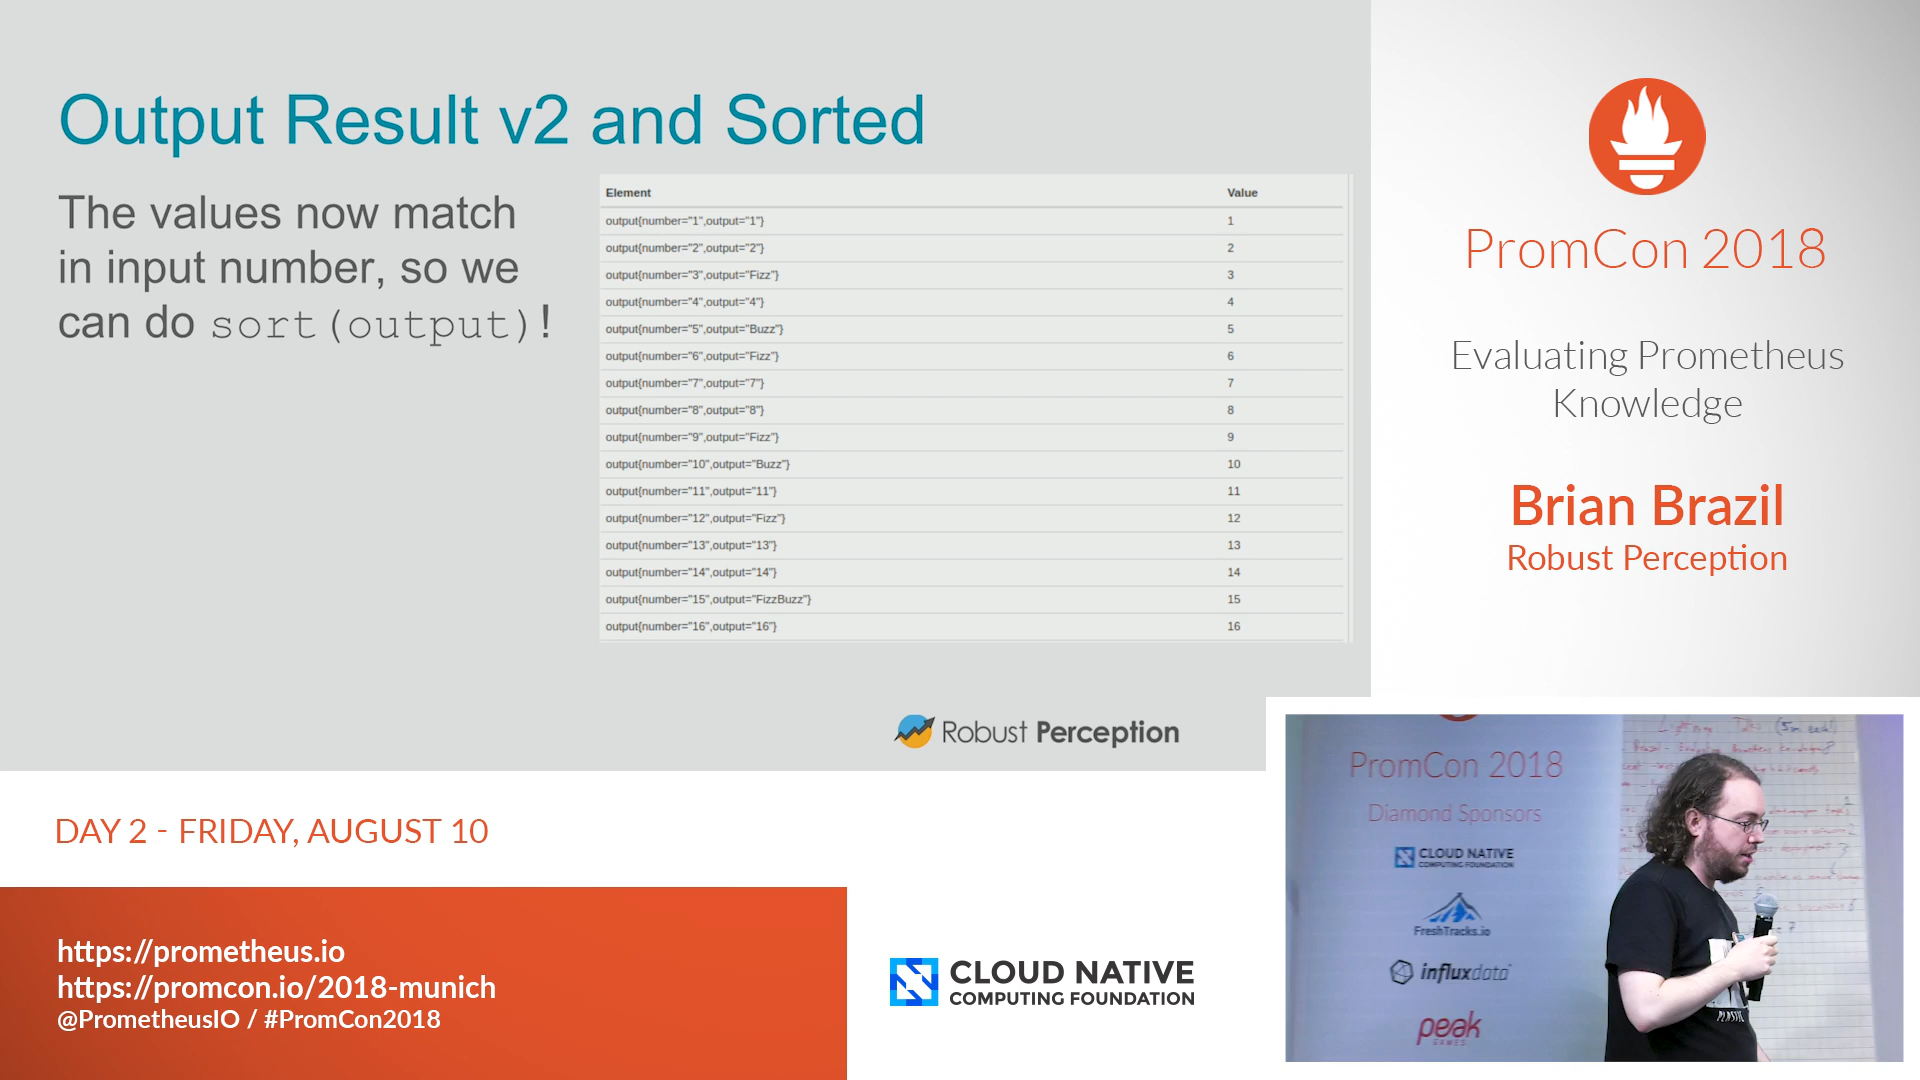 Output Result v2 and Sorted
The values now match
in input number, so we
can do sort(output)!
Element Value
output{number="1",output="1"} 1
output{number="2",output="2"} 2
output{number="3",output="Fizz"} 3
output{number="4",output="4"} 4
output{number="5",output="Buzz"} 5
output{number="6",output="Fizz"} 6
output{number="7",output="7"} 7
output{number="8",output="8"} 8
output{number="9",output="Fizz"} 9
output{number="10",output="Buzz"} 10
output{number="11",output="11"} 11
output{number="12",output="Fizz"} 12
output{number="13",output="13"} 13
output{number="14",output="14"} 14
output{number="15",output="FizzBuzz"} 15
output{number="16",output="16"} 16
Robust Perception
PromCon 2018
Evaluating Prometheus
Knowledge
Brian Brazil
Robust Perception
DAY 2 - FRIDAY, AUGUST 10
https://prometheus.io
https://promcon.io/2018-munich
@PrometheusIO / #PromCon2018
CLOUD NATIVE
COMPUTING FOUNDATION
PromCon 2018
Diamond Sponsors
CLOUD NATIVE
COMPUTING FOUNDATION
FreshTracks.io
influxdata
peak
GAMES